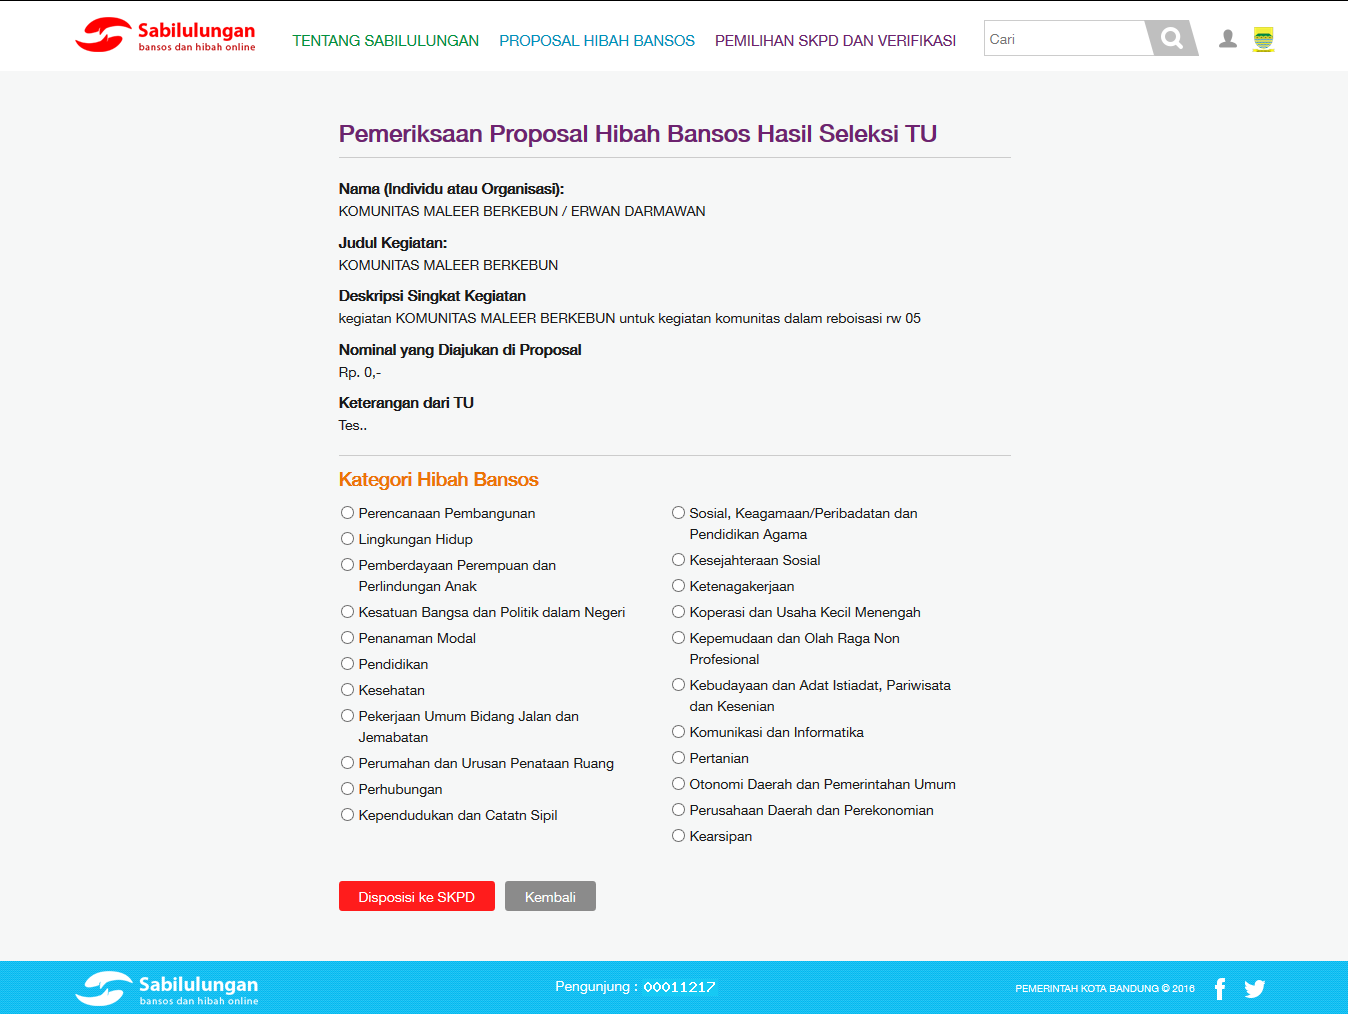 Sabilulungan
bansos dan hibah online
TENTANG SABILULUNGAN
PROPOSAL HIBAH BANSOS
PEMILIHAN SKPD DAN VERIFIKASI
Cari
Pemeriksaan Proposal Hibah Bansos Hasil Seleksi TU
Nama (Individu atau Organisasi):
KOMUNITAS MALEER BERKEBUN / ERWAN DARMAWAN
Judul Kegiatan:
KOMUNITAS MALEER BERKEBUN
Deskripsi Singkat Kegiatan
kegiatan KOMUNITAS MALEER BERKEBUN untuk kegiatan komunitas dalam reboisasi rw 05
Nominal yang Diajukan di Proposal
Rp. 0,-
Keterangan dari TU
Tes..
Kategori Hibah Bansos
Perencanaan Pembangunan
Lingkungan Hidup
Pemberdayaan Perempuan dan
Perlindungan Anak
Kesatuan Bangsa dan Politik dalam Negeri
Penanaman Modal
Pendidikan
Kesehatan
Pekerjaan Umum Bidang Jalan dan
Jemabatan
Perumahan dan Urusan Penataan Ruang
Perhubungan
Kependudukan dan Catatn Sipil
Sosial, Keagamaan/Peribadatan dan
Pendidikan Agama
Kesejahteraan Sosial
Ketenagakerjaan
Koperasi dan Usaha Kecil Menengah
Kepemudaan dan Olah Raga Non
Profesional
Kebudayaan dan Adat Istiadat, Pariwisata
dan Kesenian
Komunikasi dan Informatika
Pertanian
Otonomi Daerah dan Pemerintahan Umum
Perusahaan Daerah dan Perekonomian
Kearsipan
Disposisi ke SKPD
Kembali
Sabilulungan
bansos dan hibah online
Pengunjung : 00011217
PEMERINTAH KOTA BANDUNG © 2016